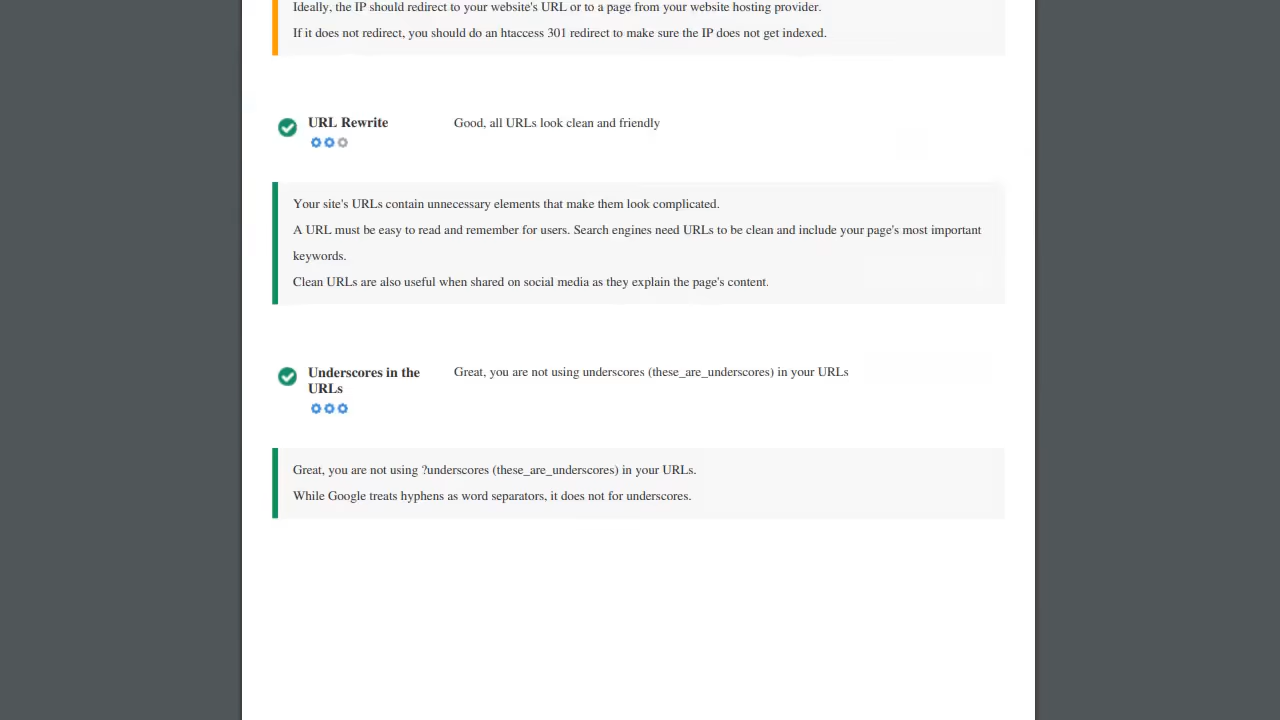 Ideally, the IP should redirect to your website's URL or to a page from your website hosting provider.
If it does not redirect, you should do an htaccess 301 redirect to make sure the IP does not get indexed.
URL Rewrite
Good, all URLs look clean and friendly
Your site's URLs contain unnecessary elements that make them look complicated.
A URL must be easy to read and remember for users. Search engines need URLs to be clean and include your page's most important
keywords.
Clean URLs are also useful when shared on social media as they explain the page's content.
Underscores in the
URLs
Great, you are not using underscores (these_are_underscores) in your URLs
Great, you are not using ?underscores (these_are_underscores) in your URLs.
While Google treats hyphens as word separators, it does not for underscores.